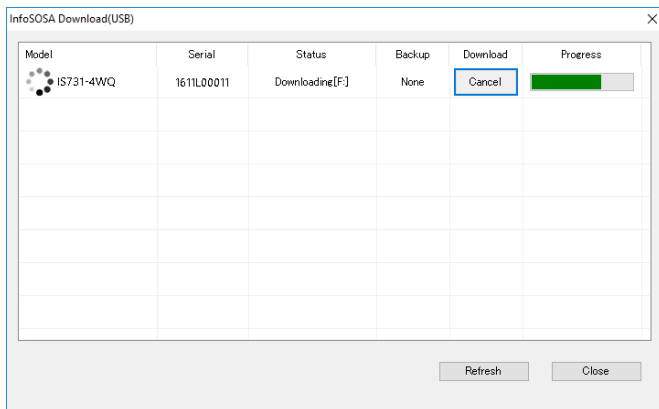 InfoSOSA Download(USB)
Model Serial Status Backup Download Progress
IS731-4WQ 1611L00011 Downloading[F:] None Cancel
Refresh Close